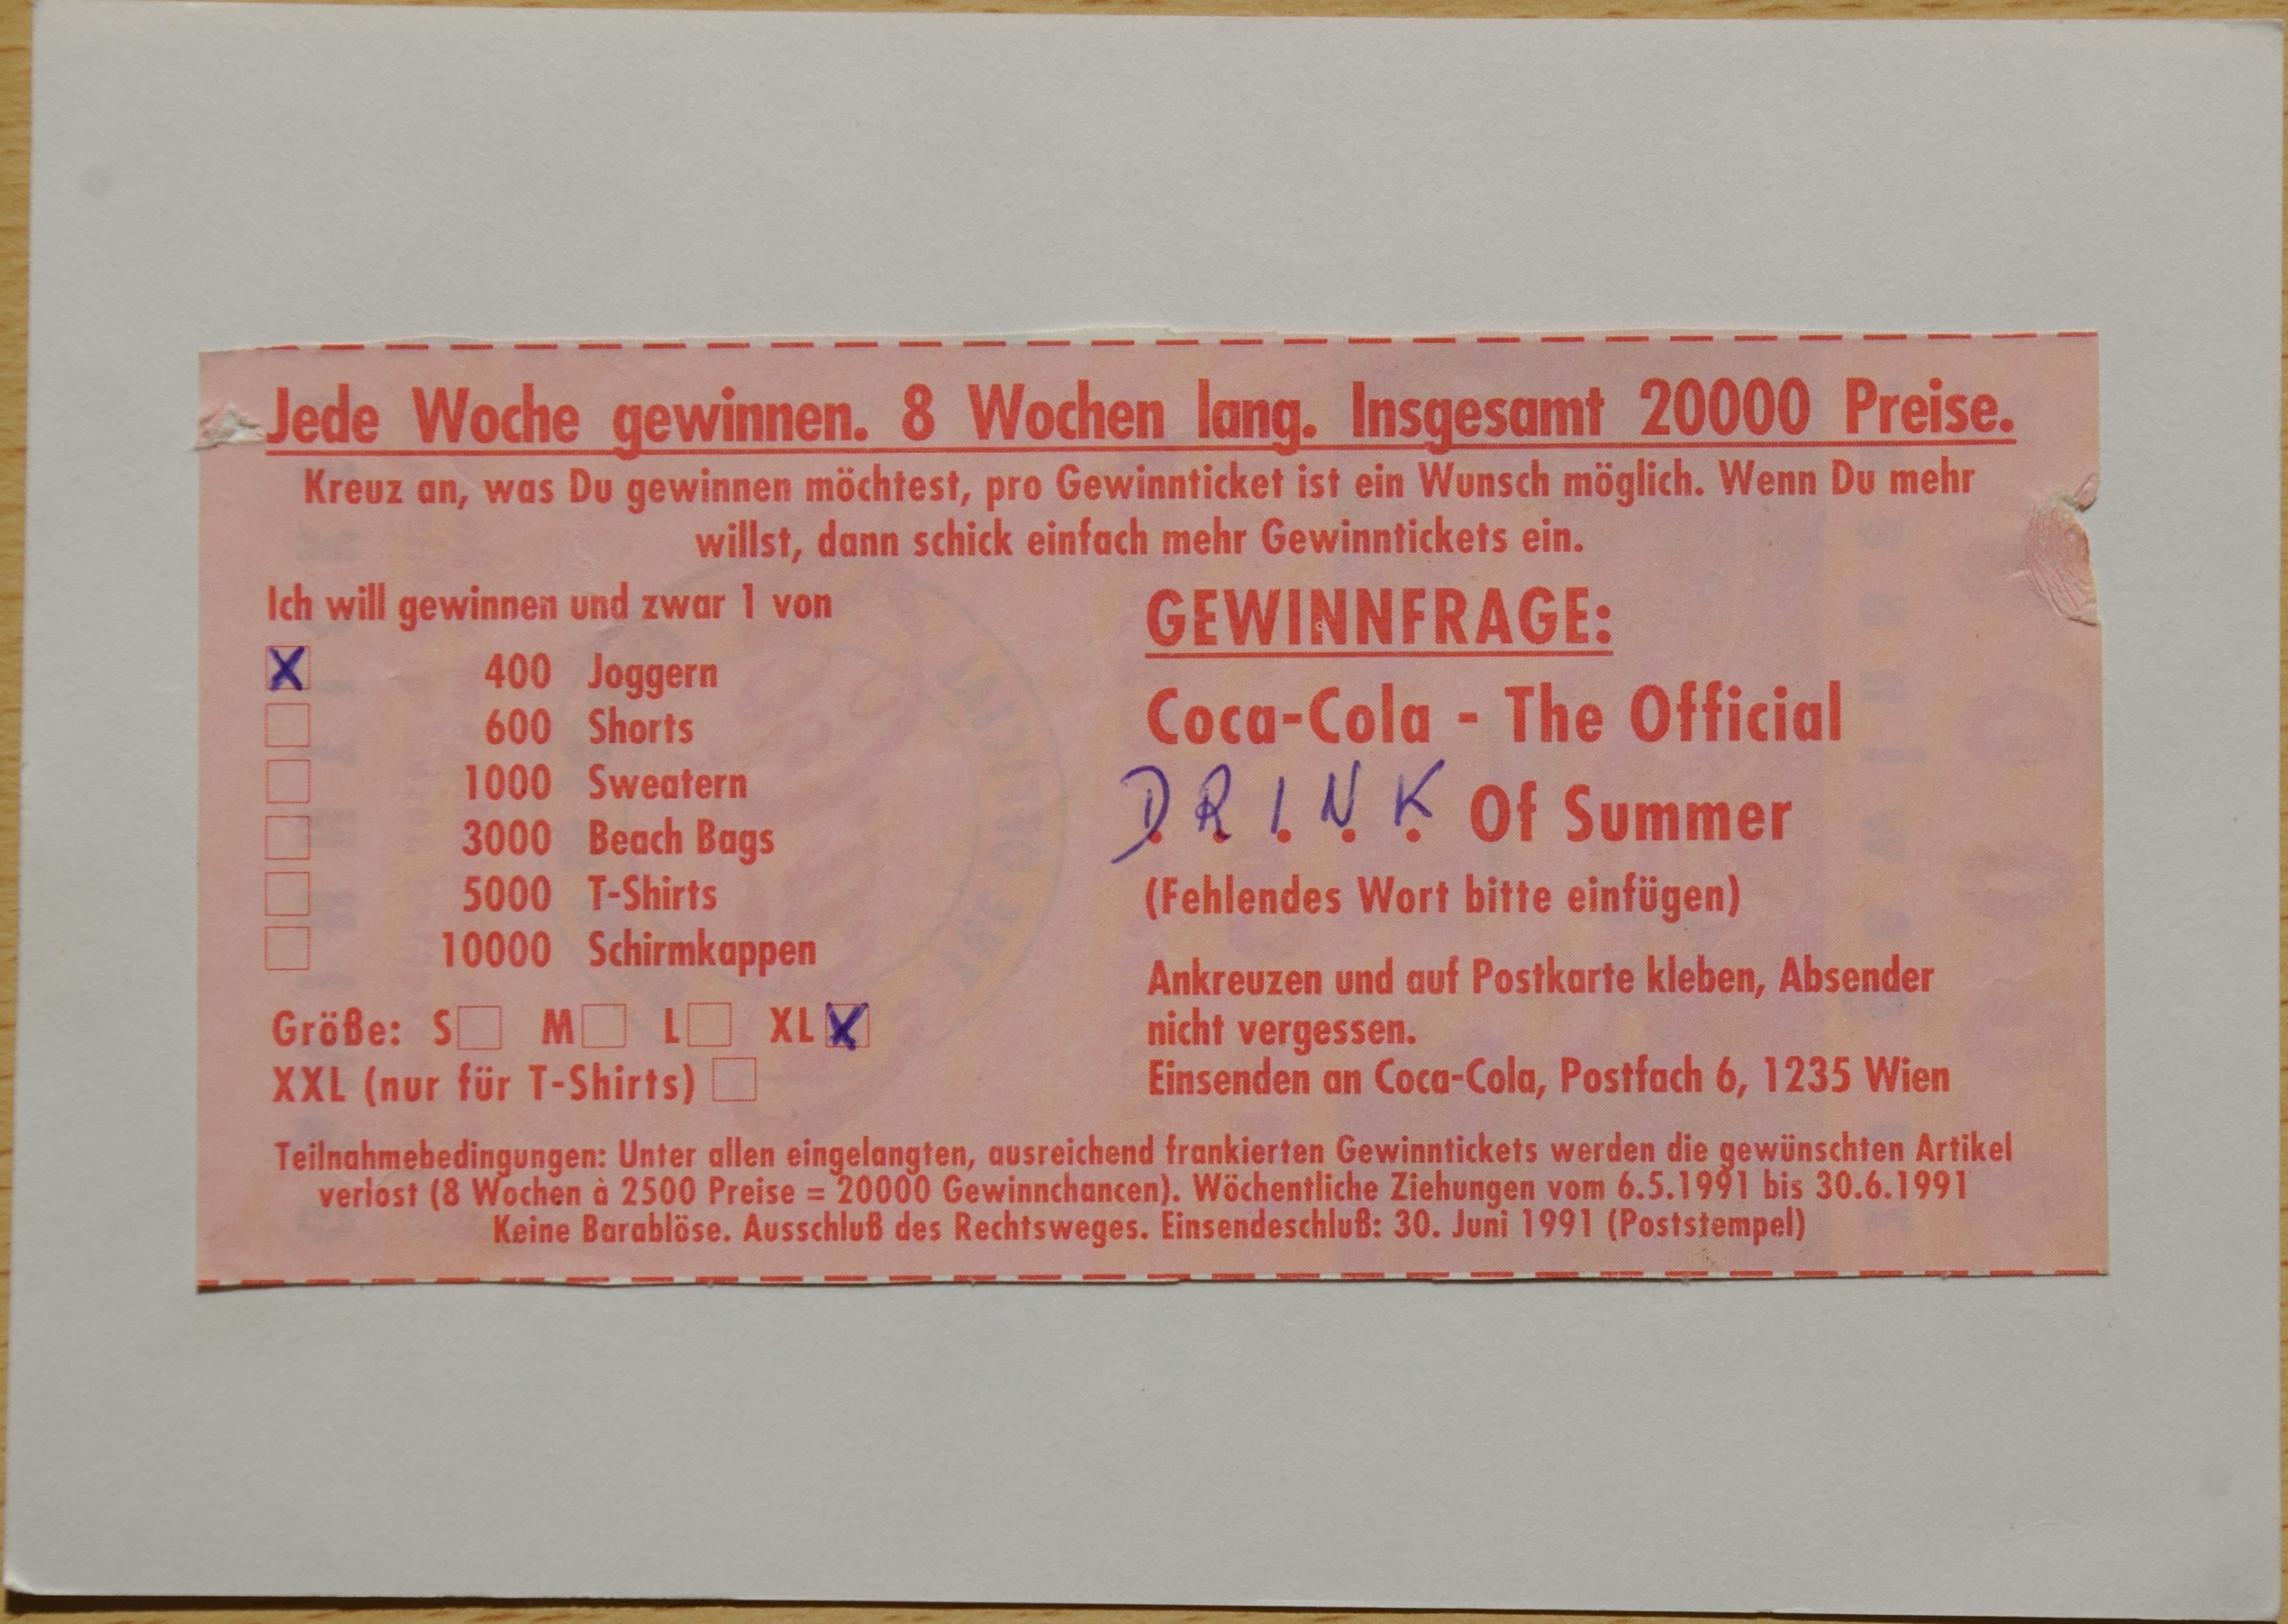 Jede Woche gewinnen. 8 Wochen lang. Insgesamt 20000 Preise.
Kreuz an, was Du gewinnen möchtest, pro Gewinnticket ist ein Wunsch möglich. Wenn Du mehr
willst, dann schick einfach mehr Gewinntickets ein.
Ich will gewinnen und zwar 1 von
X 400 Joggern
600 Shorts
1000 Sweatern
3000 Beach Bags
5000 T-Shirts
10000 Schirmkappen
Größe: S M L XL X
XXL (nur für T-Shirts)
GEWINNFRAGE:
Coca-Cola - The Official
DRINK Of Summer
(Fehlendes Wort bitte einfügen)
Ankreuzen und auf Postkarte kleben, Absender
nicht vergessen.
Einsenden an Coca-Cola, Postfach 6, 1235 Wien
Teilnahmebedingungen: Unter allen eingelangten, ausreichend frankierten Gewinntickets werden die gewünschten Artikel
verlost (8 Wochen à 2500 Preise = 20000 Gewinnchancen). Wöchentliche Ziehungen vom 6.5.1991 bis 30.6.1991
Keine Barablöse. Ausschluß des Rechtsweges. Einsendeschluß: 30. Juni 1991 (Poststempel)